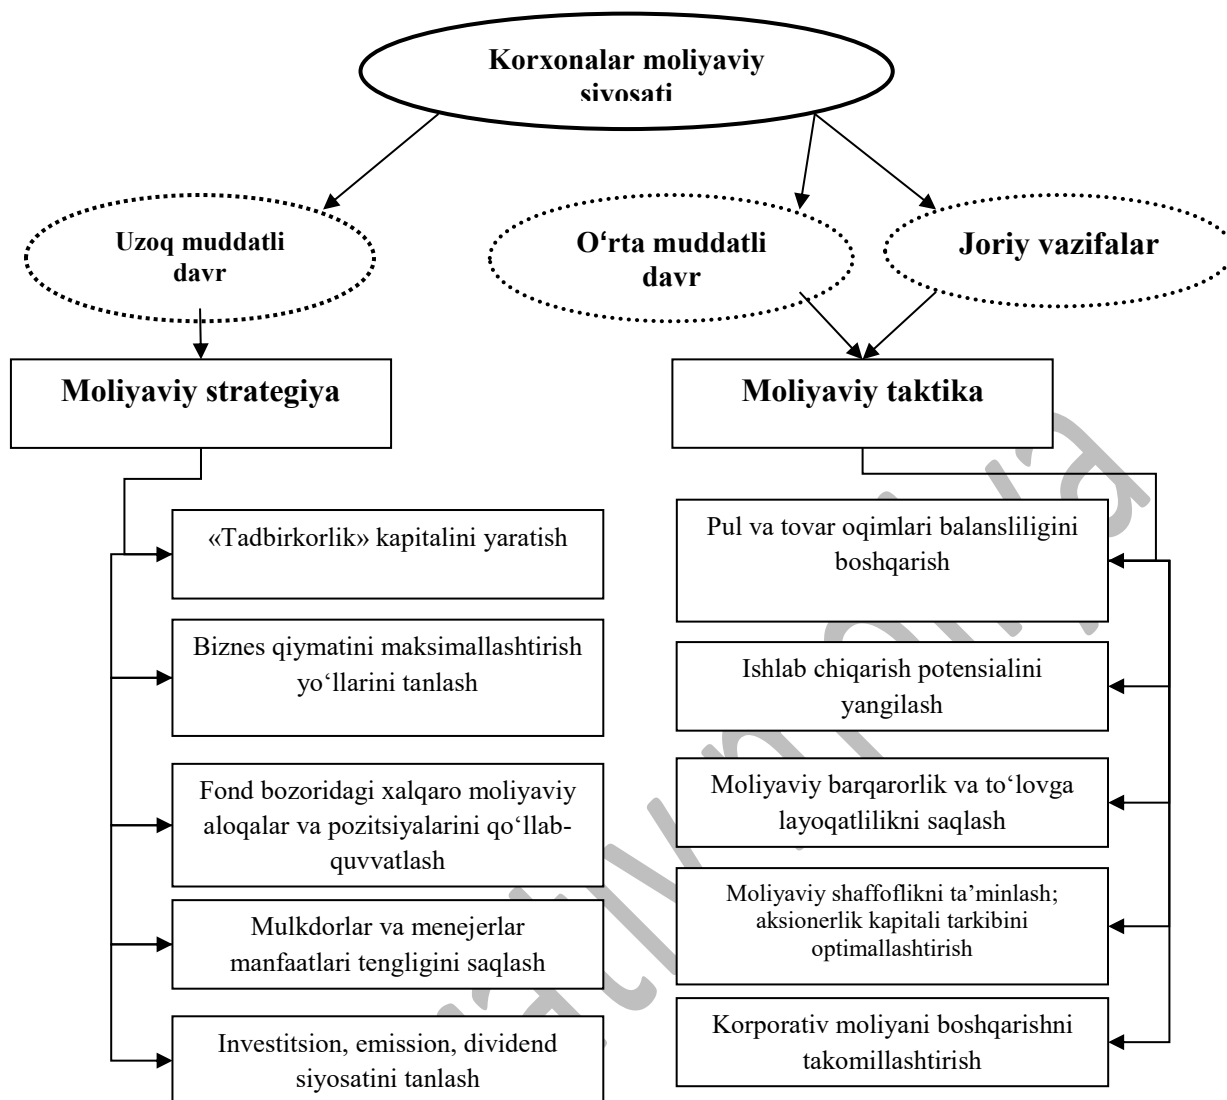 Korxonalar moliyaviy
siyosati
Uzoq muddatli
davr
O‘rta muddatli
davr
Joriy vazifalar
Moliyaviy strategiya
Moliyaviy taktika
«Tadbirkorlik» kapitalini yaratish
Biznes qiymatini maksimallashtirish
yo‘llarini tanlash
Fond bozoridagi xalqaro moliyaviy
aloqalar va pozitsiyalarini qo‘llab-
quvvatlash
Mulkdorlar va menejerlar
manfaatlari tengligini saqlash
Investitsion, emission, dividend
siyosatini tanlash
Pul va tovar oqimlari balansliligini
boshqarish
Ishlab chiqarish potensialini
yangilash
Moliyaviy barqarorlik va to‘lovga
layoqatlilikni saqlash
Moliyaviy shaffoflikni ta’minlash;
aksionerlik kapitali tarkibini
optimallashtirish
Korporativ moliyani boshqarishni
takomillashtirish